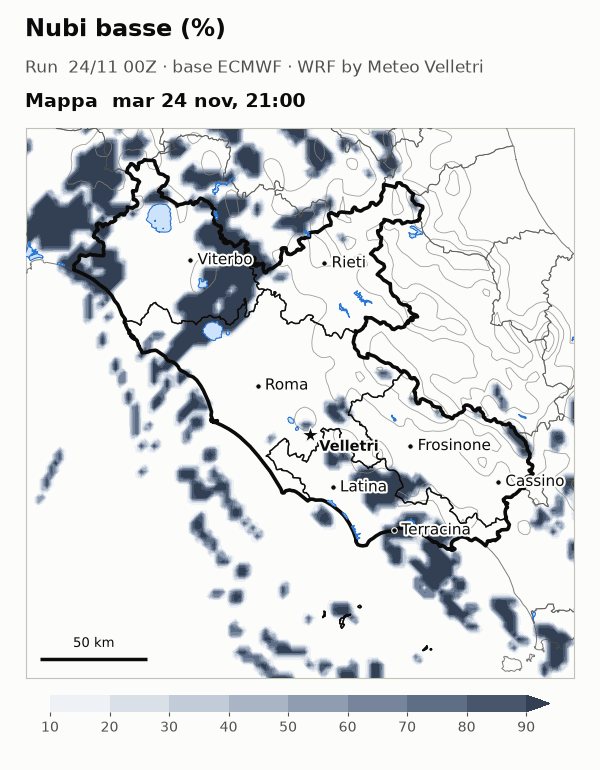 Nubi basse (%)
Run 24/11 00Z · base ECMWF · WRF by Meteo Velletri
Mappa mar 24 nov, 21:00
Viterbo
Rieti
Roma
Velletri
Frosinone
Latina
Cassino
Terracina
50 km
10 20 30 40 50 60 70 80 90